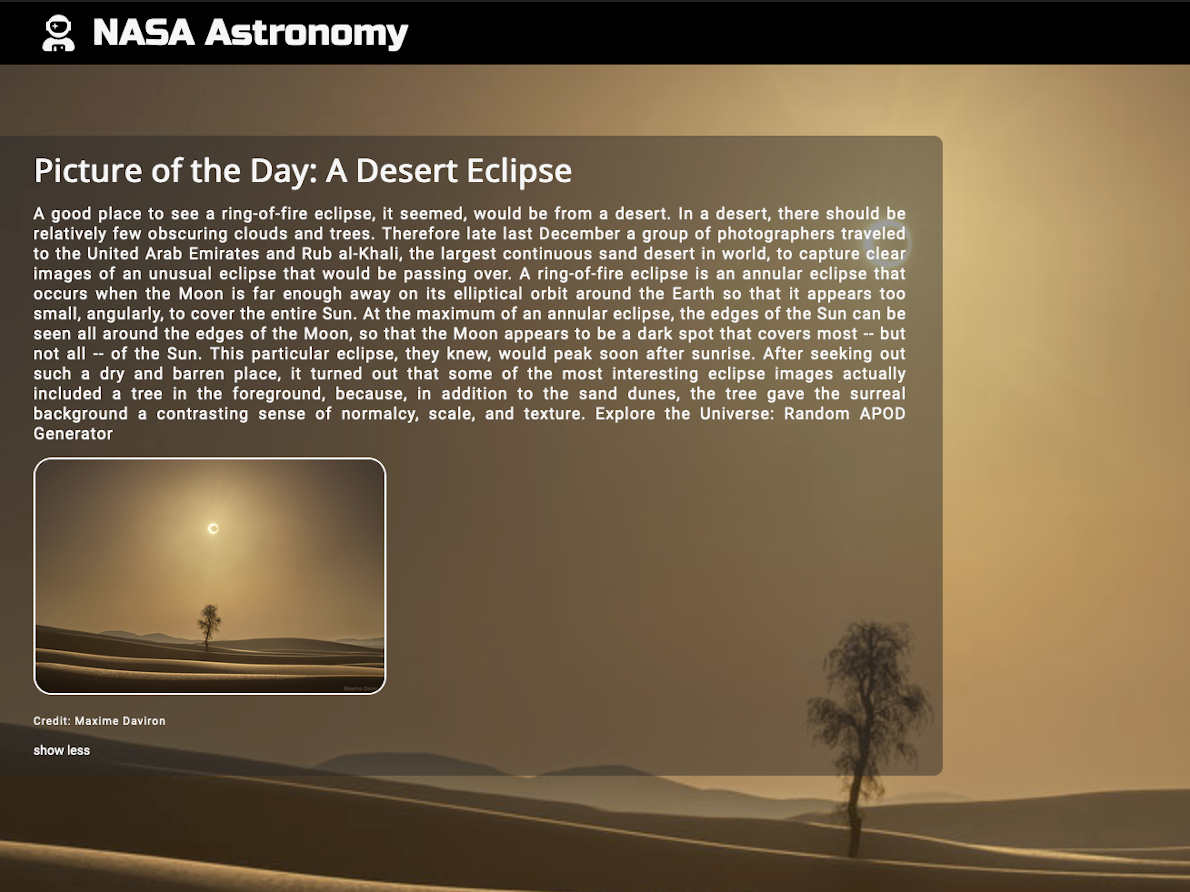 NASA Astronomy
Picture of the Day: A Desert Eclipse
A good place to see a ring-of-fire eclipse, it seemed, would be from a desert. In a desert, there should be
relatively few obscuring clouds and trees. Therefore late last December a group of photographers traveled
to the United Arab Emirates and Rub al-Khali, the largest continuous sand desert in world, to capture clear
images of an unusual eclipse that would be passing over. A ring-of-fire eclipse is an annular eclipse that
occurs when the Moon is far enough away on its elliptical orbit around the Earth so that it appears too
small, angularly, to cover the entire Sun. At the maximum of an annular eclipse, the edges of the Sun can be
seen all around the edges of the Moon, so that the Moon appears to be a dark spot that covers most -- but
not all -- of the Sun. This particular eclipse, they knew, would peak soon after sunrise. After seeking out
such a dry and barren place, it turned out that some of the most interesting eclipse images actually
included a tree in the foreground, because, in addition to the sand dunes, the tree gave the surreal
background a contrasting sense of normalcy, scale, and texture. Explore the Universe: Random APOD
Generator
Credit: Maxime Daviron
show less